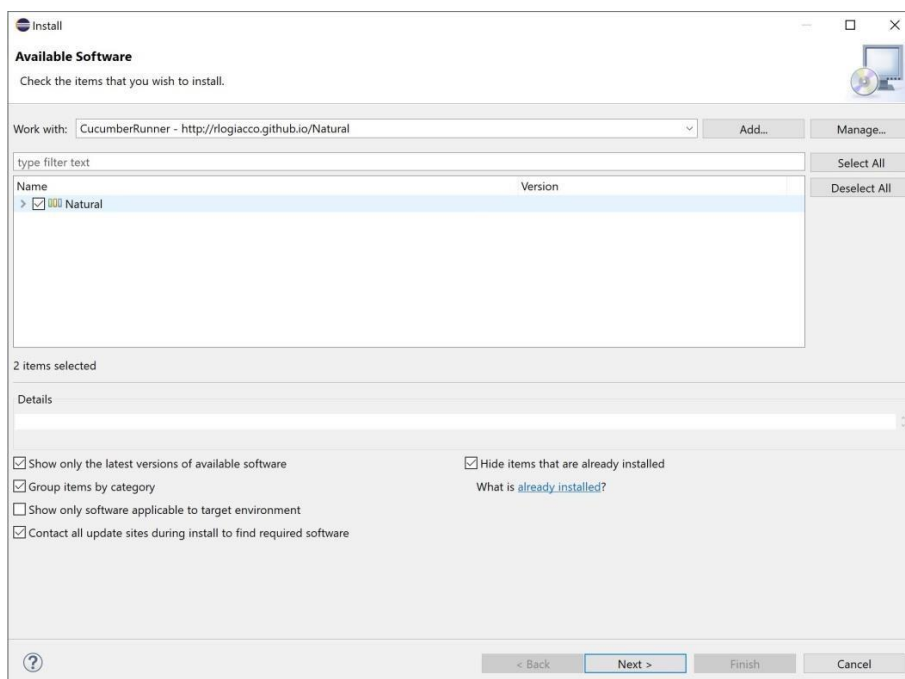 Install
Available Software
Check the items that you wish to install.
Work with: CucumberRunner - http://rlogiacco.github.io/Natural Add... Manage...
type filter text Select All
Name Version Deselect All
Natural
2 items selected
Details
Show only the latest versions of available software Hide items that are already installed
Group items by category What is already installed?
Show only software applicable to target environment
Contact all update sites during install to find required software
? < Back Next > Finish Cancel